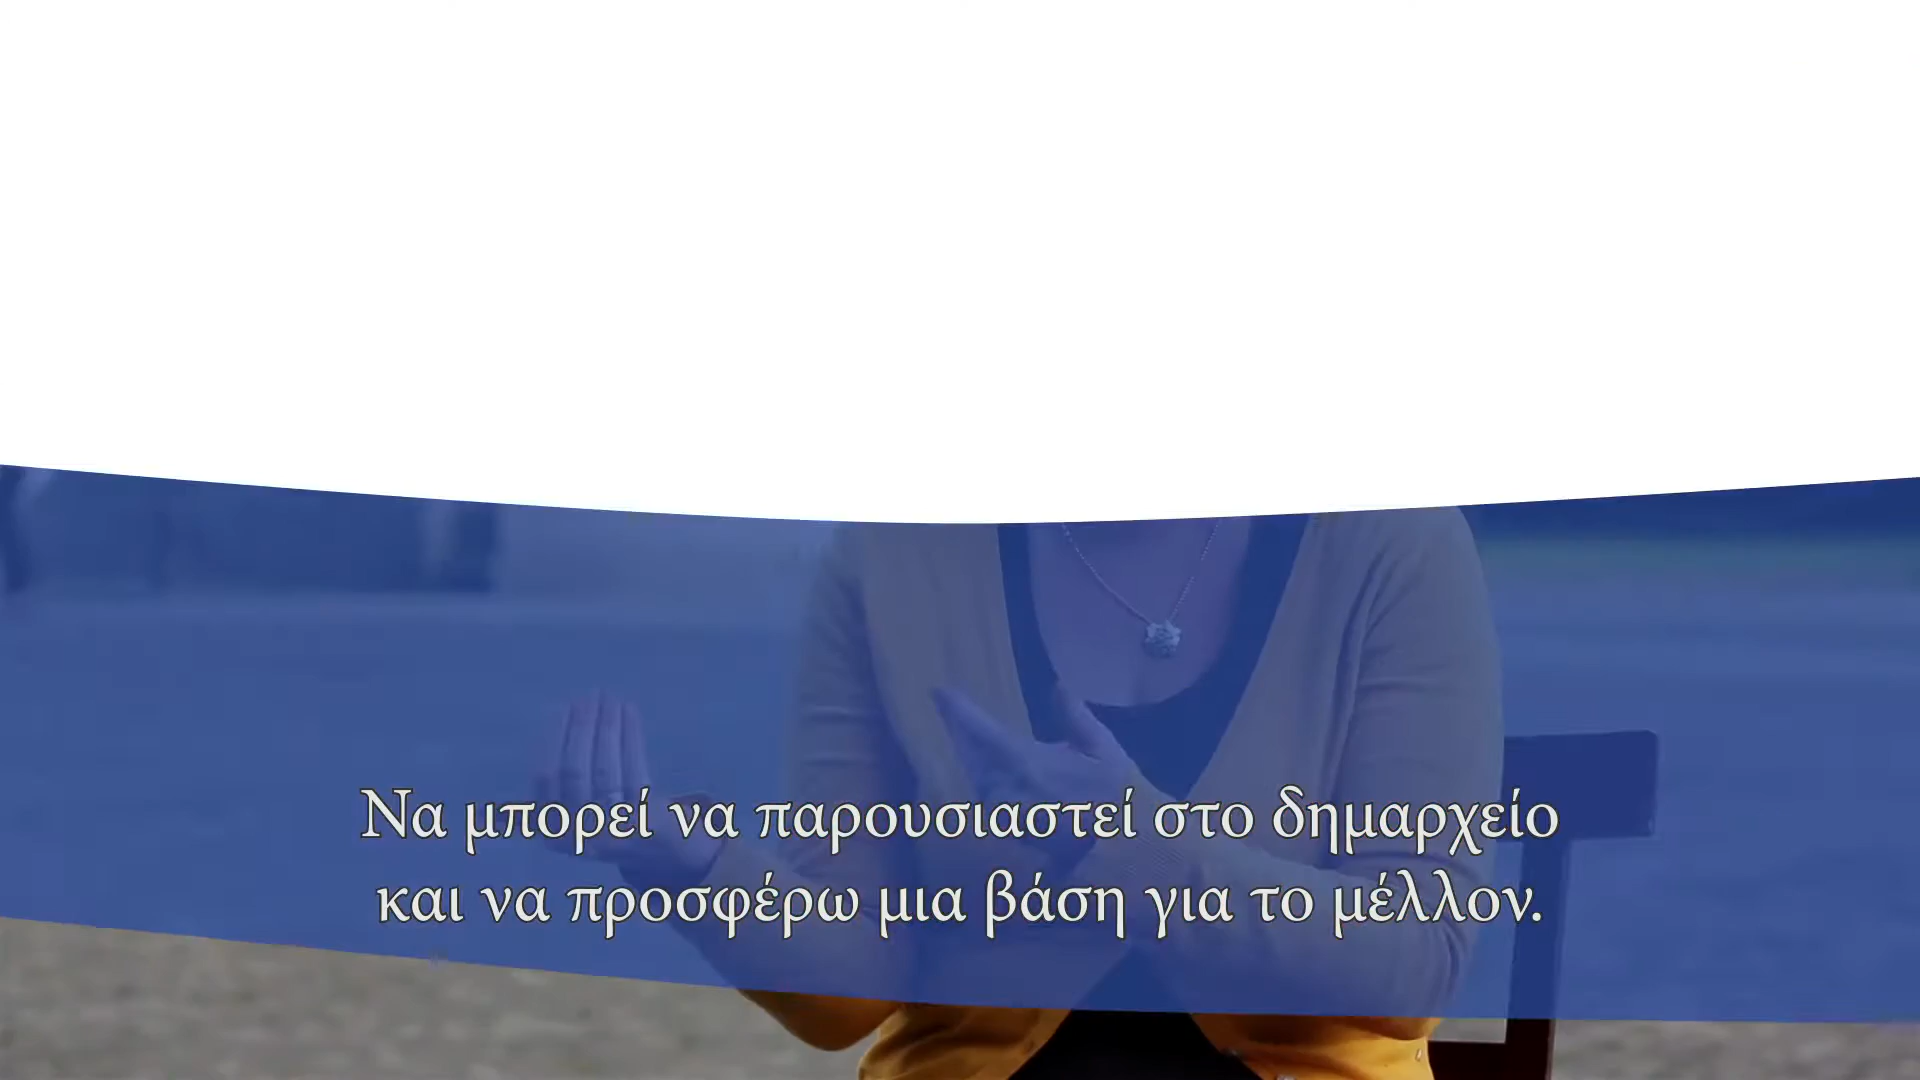 Να μπορεί να παρουσιαστεί στο δημαρχείο
και να προσφέρω μια βάση για το μέλλον.